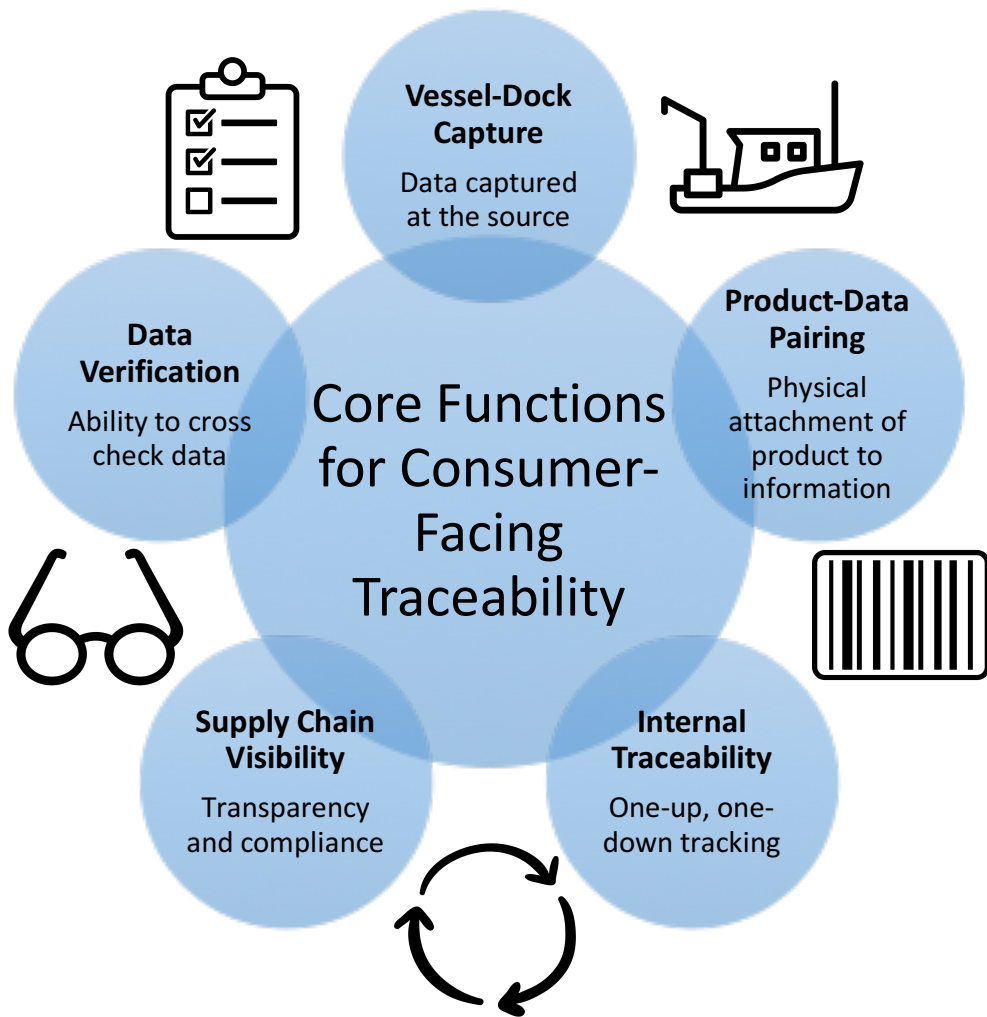 Vessel-Dock
Capture
Data captured
at the source
Product-Data
Pairing
Physical
attachment of
product to
information
Data
Verification
Ability to cross
check data
Core Functions
for Consumer-
Facing
Traceability
Supply Chain
Visibility
Transparency
and compliance
Internal
Traceability
One-up, one-
down tracking